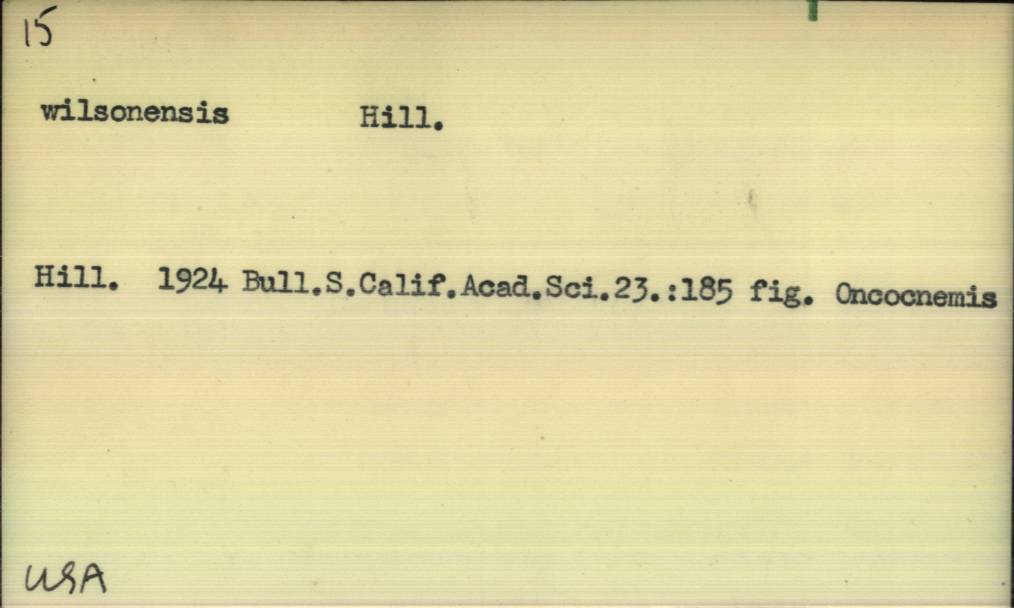 15
wilsonensis Hill.
Hill. 1924 Bull.S.Calif.Acad.Sci.23.:185 fig. Oncocnemis
USA